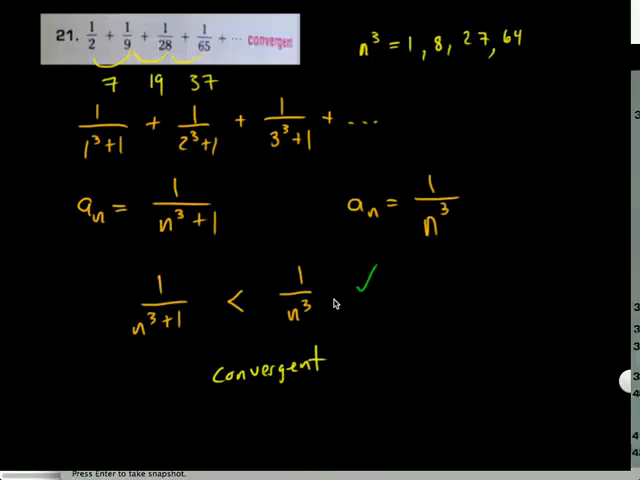 21. 1/2 + 1/9 + 1/28 + 1/65 + ··· convergent
n³ = 1, 8, 27, 64
7 19 37
1/(1³+1) + 1/(2³+1) + 1/(3³+1) + ...
aₙ = 1/(n³+1)
aₙ = 1/n³
1/(n³+1) < 1/n³ ✓
convergent
Press Enter to take snapshot.